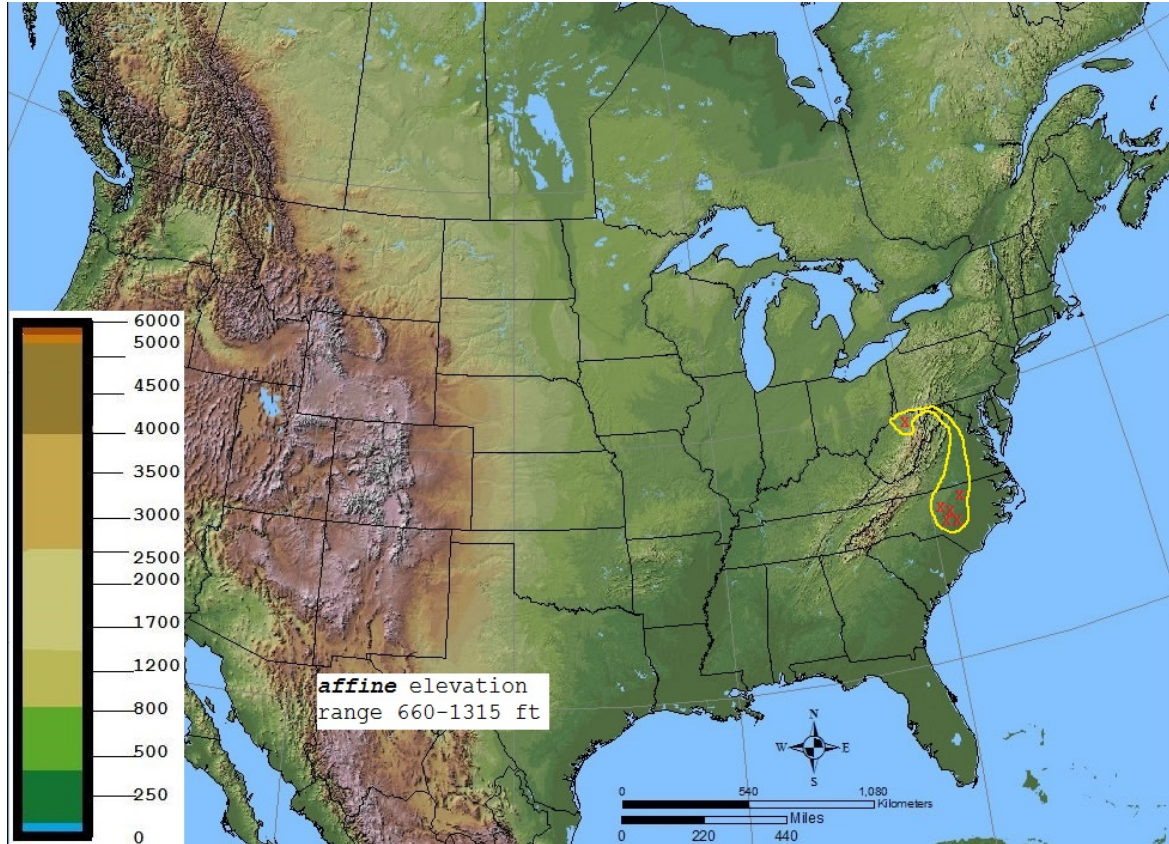 6000
5000
4500
4000
3500
3000
2500
2000
1700
1200
800
500
250
0
affine elevation
range 660-1315 ft
N
W E
S
0 540 1,080
Kilometers
Miles
0 220 440
X
X
X
X
X
X
X